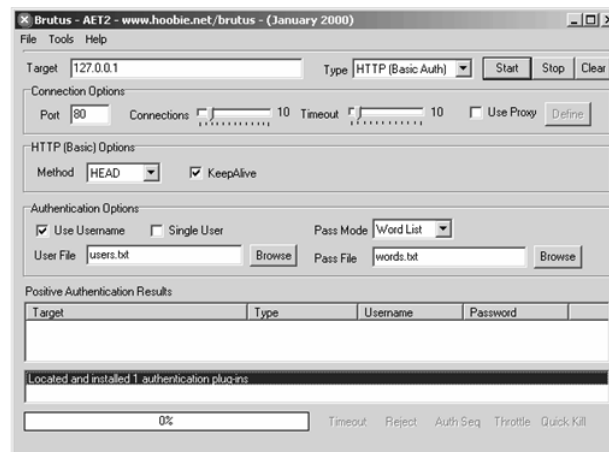 Brutus - AET2 - www.hoobie.net/brutus - (January 2000)
File Tools Help
Target 127.0.0.1 Type HTTP (Basic Auth) Start Stop Clear
Connection Options
Port 80 Connections 10 Timeout 10 Use Proxy Define
HTTP (Basic) Options
Method HEAD KeepAlive
Authentication Options
Use Username Single User Pass Mode Word List
User File users.txt Browse Pass File words.txt Browse
Positive Authentication Results
Target Type Username Password
Located and installed 1 authentication plug-ins
0% Timeout Reject Auth Seq Throttle Quick Kill